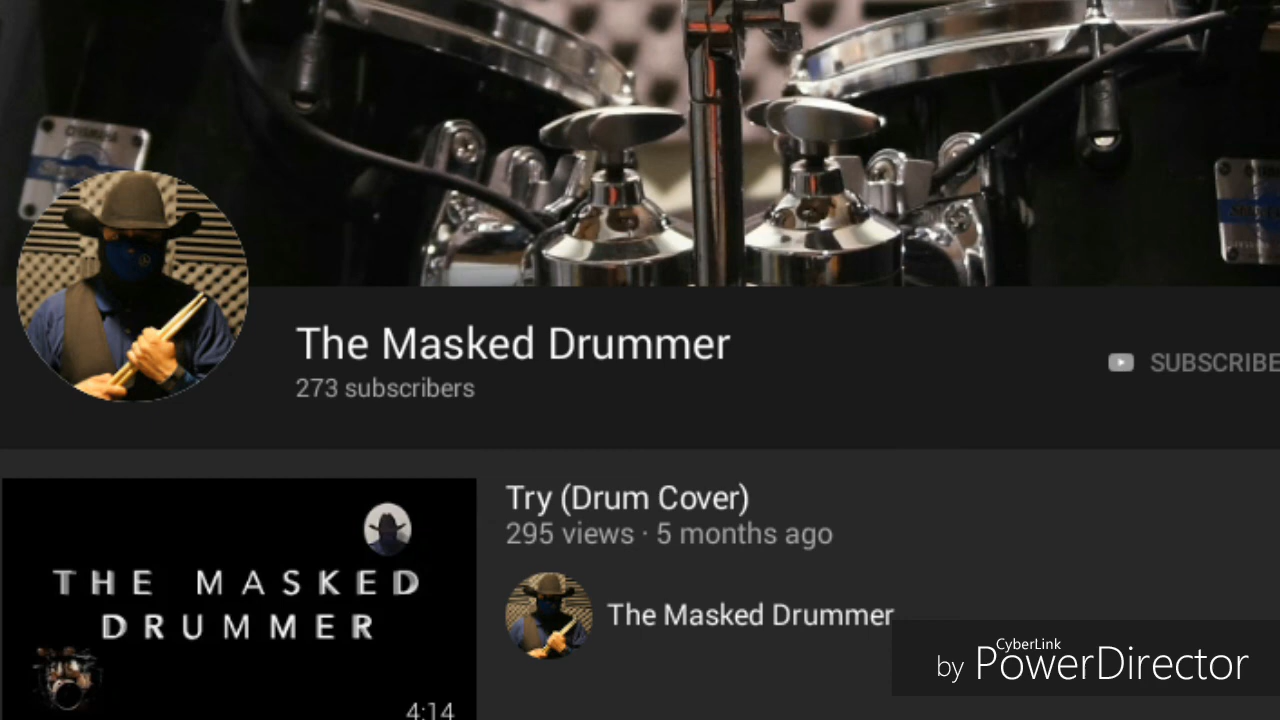 The Masked Drummer
273 subscribers
SUBSCRIBE
Try (Drum Cover)
295 views · 5 months ago
The Masked Drummer
THE MASKED
DRUMMER
4:14
CyberLink
by PowerDirector